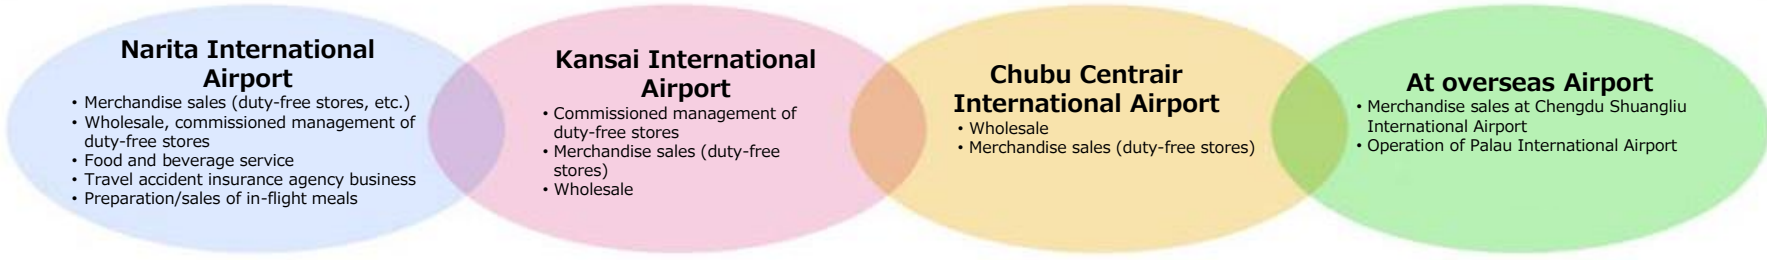 Narita International
Airport
• Merchandise sales (duty-free stores, etc.)
• Wholesale, commissioned management of
duty-free stores
• Food and beverage service
• Travel accident insurance agency business
• Preparation/sales of in-flight meals
Kansai International
Airport
• Commissioned management of
duty-free stores
• Merchandise sales (duty-free
stores)
• Wholesale
Chubu Centrair
International Airport
• Wholesale
• Merchandise sales (duty-free stores)
At overseas Airport
• Merchandise sales at Chengdu Shuangliu
International Airport
• Operation of Palau International Airport